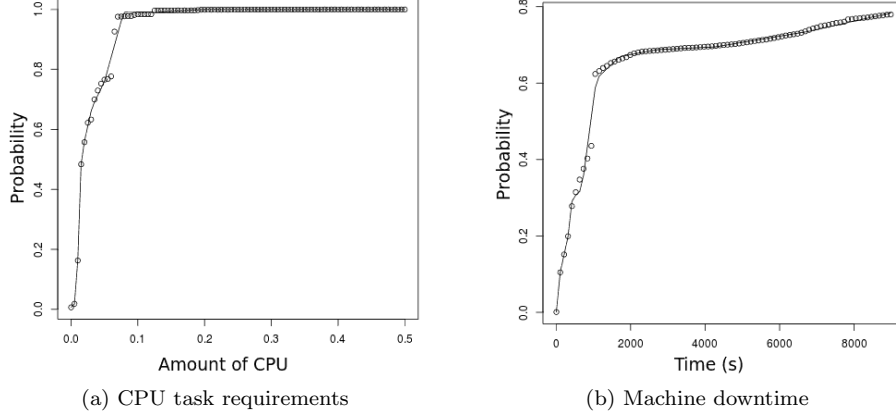 Probability
1.0
0.8
0.6
0.4
0.2
0.0
0.0 0.1 0.2 0.3 0.4 0.5
Amount of CPU
(a) CPU task requirements
Probability
0.8
0.6
0.4
0.2
0.0
0 2000 4000 6000 8000
Time (s)
(b) Machine downtime